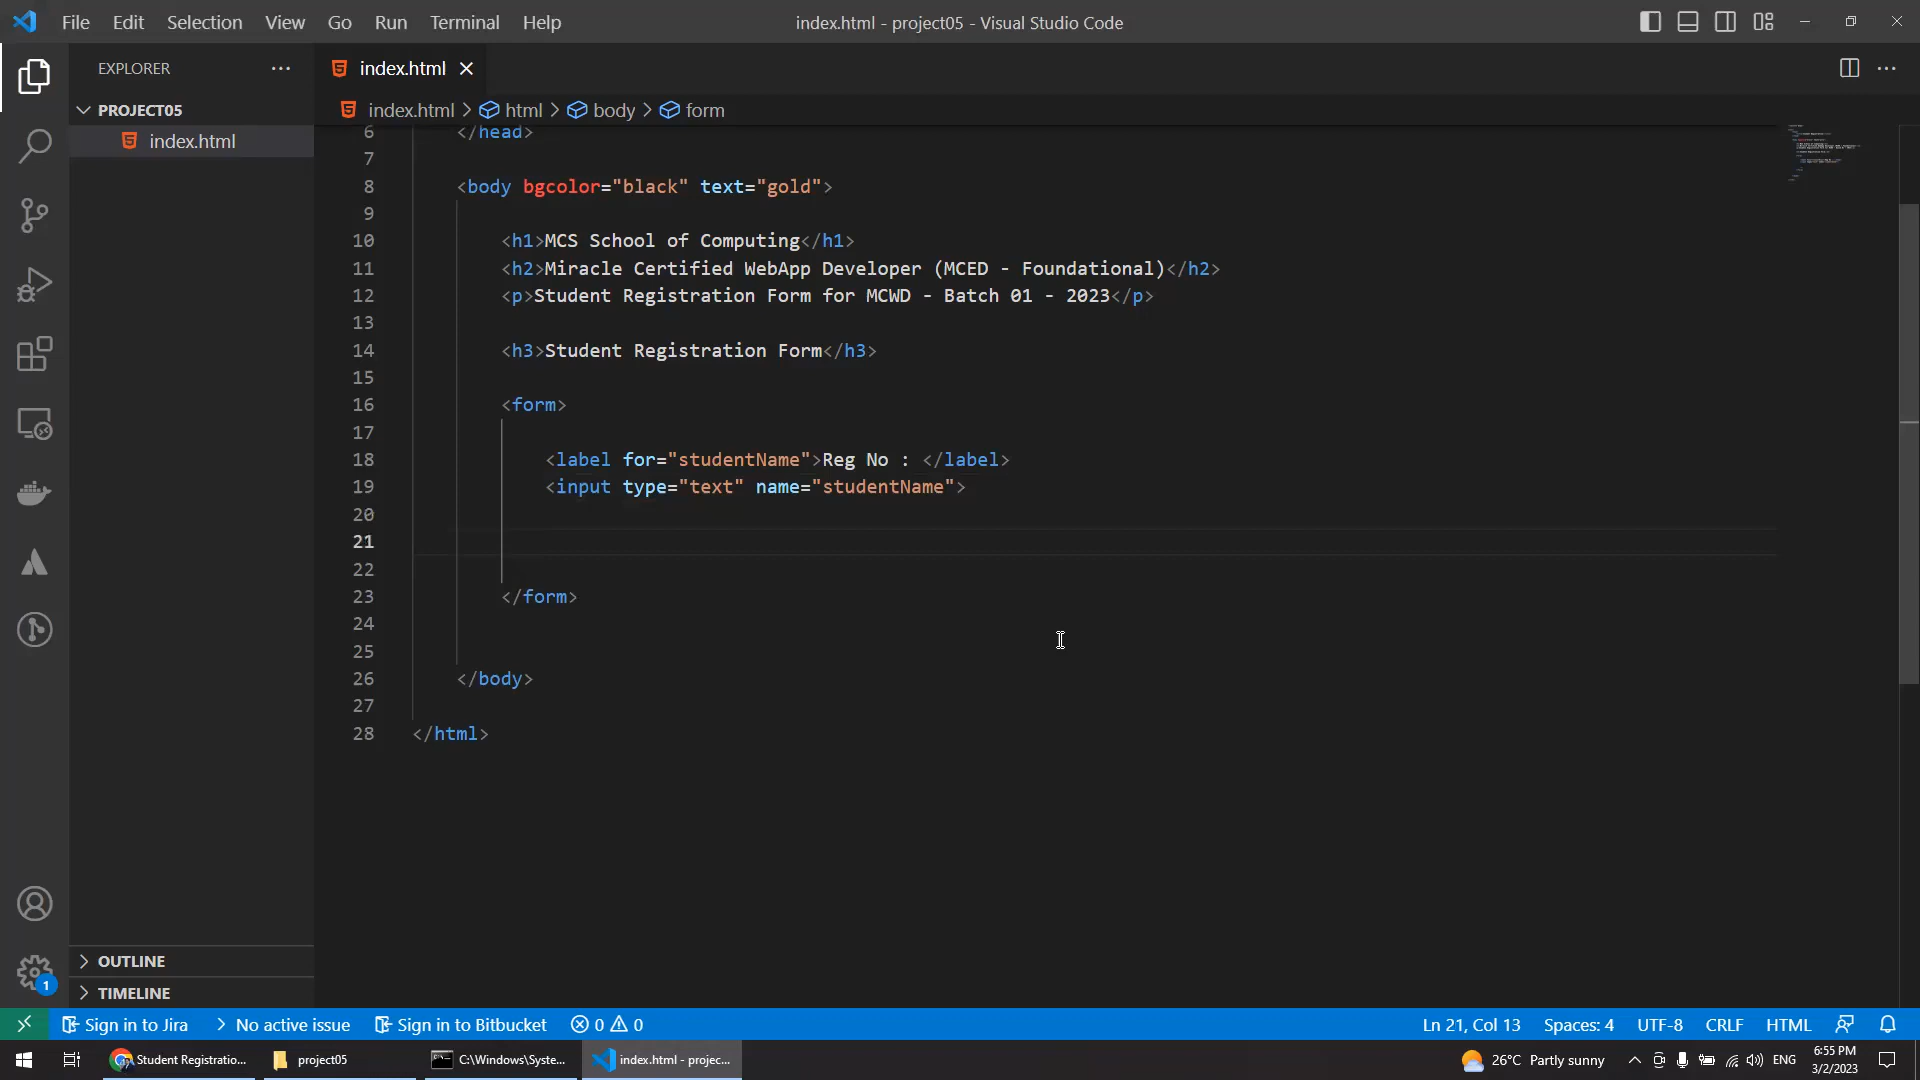 File Edit Selection View Go Run Terminal Help
index.html - project05 - Visual Studio Code
EXPLORER
index.html
PROJECT05
index.html
index.html > html > body > form
6 </head>
7
8 <body bgcolor="black" text="gold">
9
10 <h1>MCS School of Computing</h1>
11 <h2>Miracle Certified WebApp Developer (MCED - Foundational)</h2>
12 <p>Student Registration Form for MCWD - Batch 01 - 2023</p>
13
14 <h3>Student Registration Form</h3>
15
16 <form>
17
18 <label for="studentName">Reg No : </label>
19 <input type="text" name="studentName">
20
21
22
23 </form>
24
25
26 </body>
27
28 </html>
1
OUTLINE
TIMELINE
Sign in to Jira
No active issue
Sign in to Bitbucket
0 0
Ln 21, Col 13
Spaces: 4
UTF-8
CRLF
HTML
Student Registratio...
project05
C:\Windows\Syste...
index.html - projec...
26°C Partly sunny
ENG
6:55 PM
3/2/2023